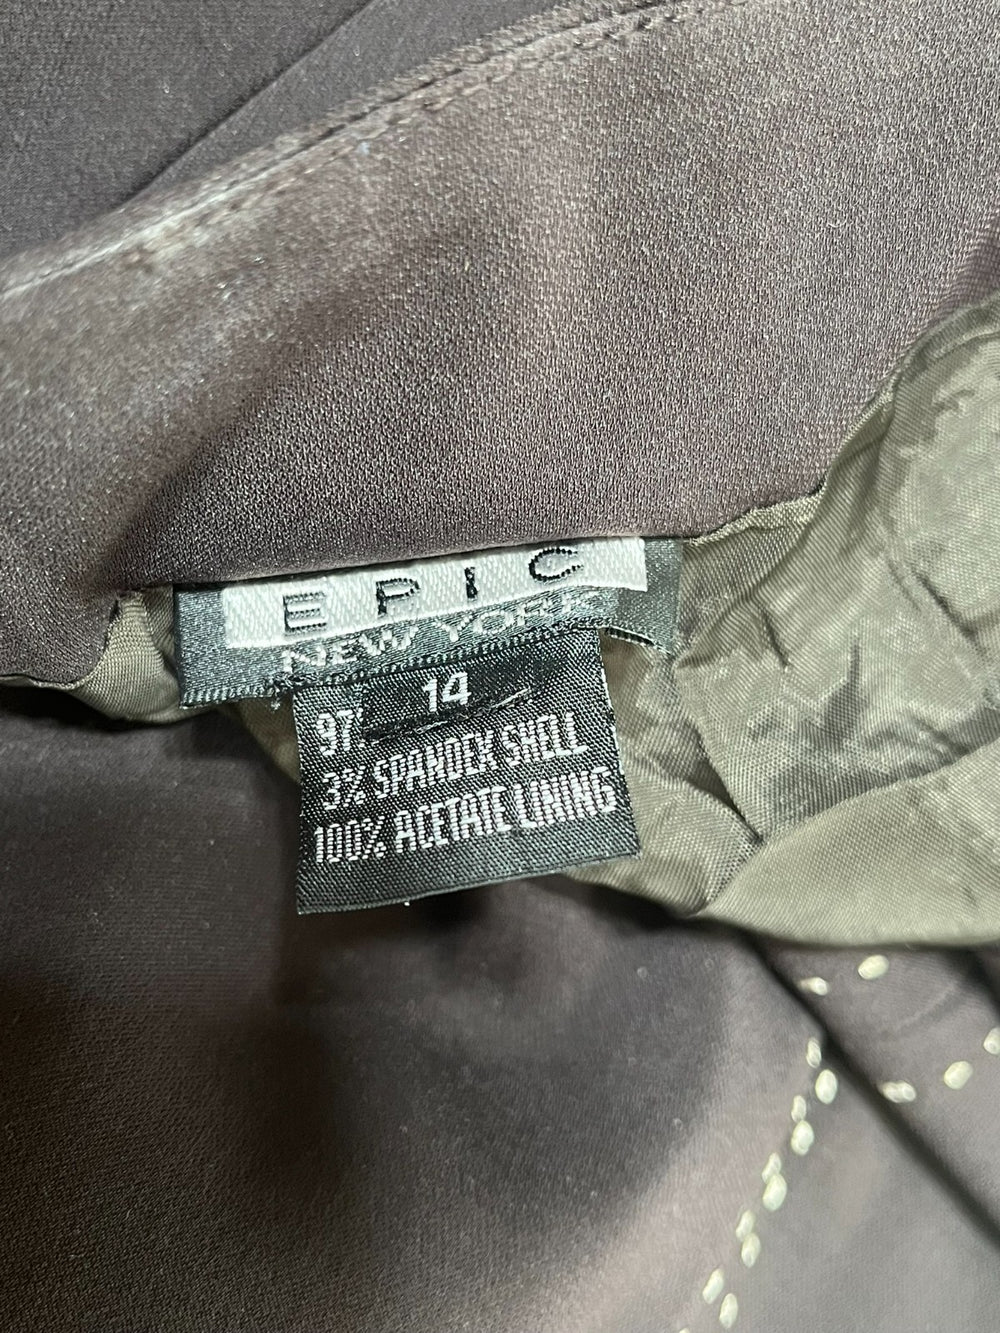 EPIC
NEW YORK
14
97%
3% SPANDEX SHELL
100% ACETATE LINING